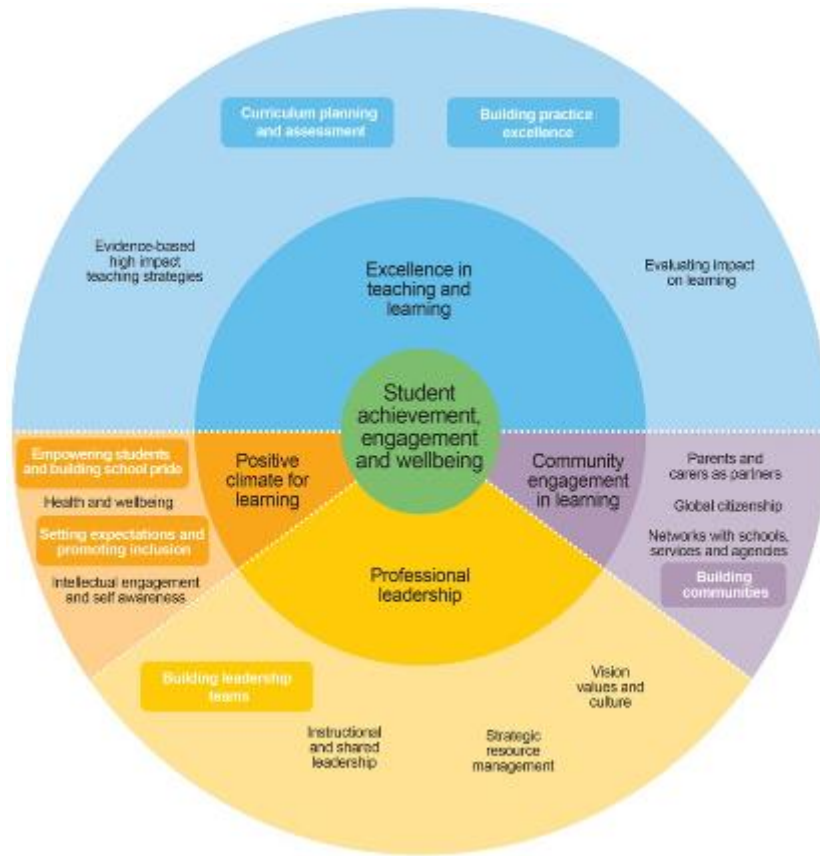 Curriculum planning
and assessment
Building practice
excellence
Evidence-based
high impact
teaching strategies
Excellence in
teaching and
learning
Evaluating impact
on learning
Student
achievement,
engagement
and wellbeing
Empowering students
and building school pride
Health and wellbeing
Setting expectations and
promoting inclusion
Intellectual engagement
and self awareness
Positive
climate for
learning
Community
engagement
in learning
Parents and
carers as partners
Global citizenship
Networks with schools,
services and agencies
Building
communities
Professional
leadership
Building leadership
teams
Instructional
and shared
leadership
Strategic
resource
management
Vision
values and
culture